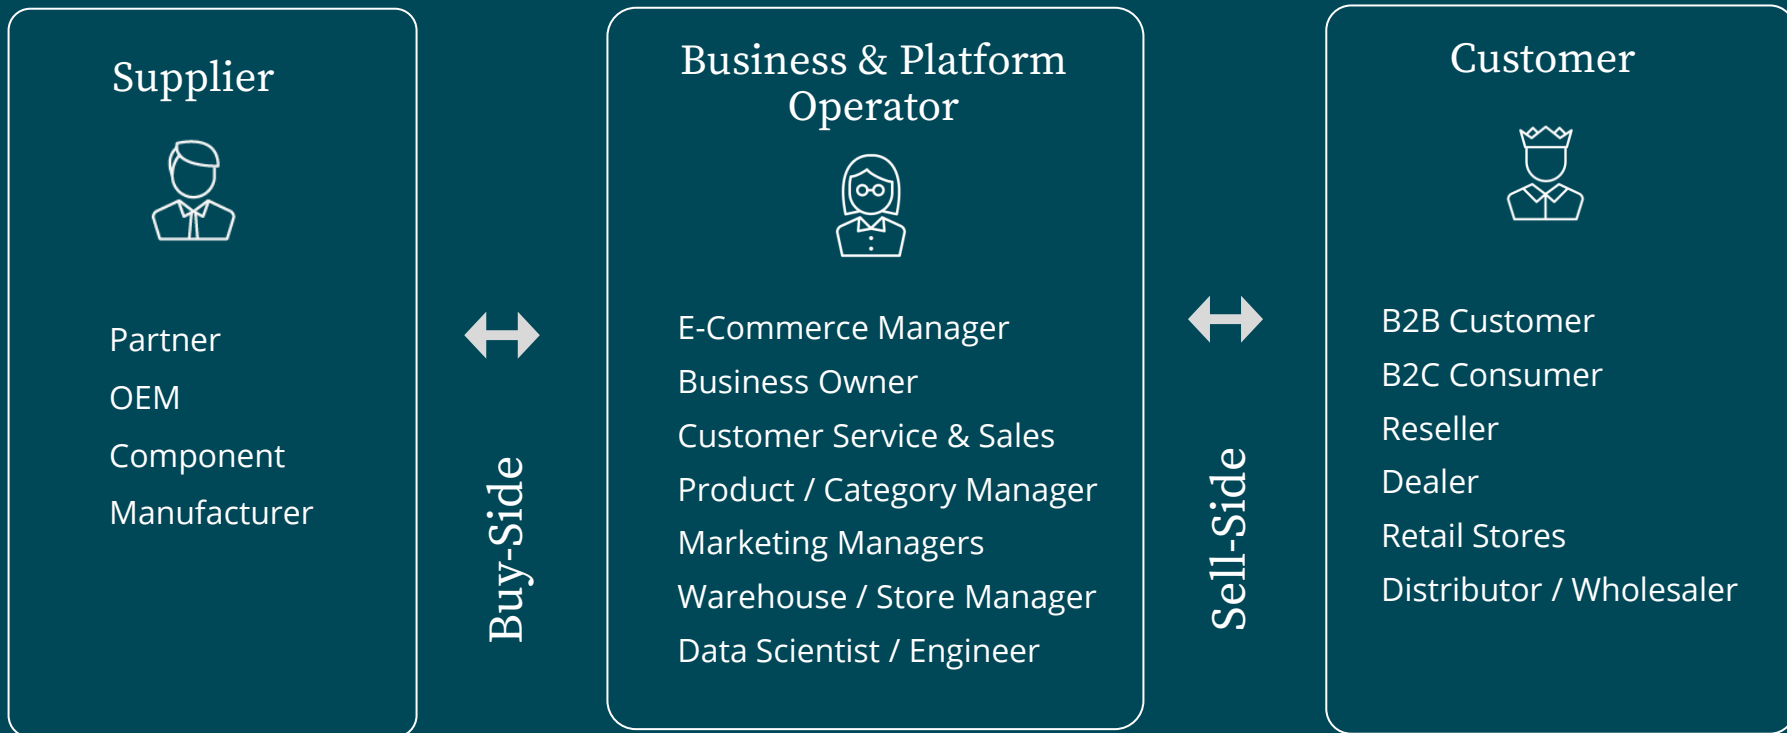 Supplier
Partner
OEM
Component
Manufacturer
Buy-Side
Business & Platform
Operator
E-Commerce Manager
Business Owner
Customer Service & Sales
Product / Category Manager
Marketing Managers
Warehouse / Store Manager
Data Scientist / Engineer
Sell-Side
Customer
B2B Customer
B2C Consumer
Reseller
Dealer
Retail Stores
Distributor / Wholesaler